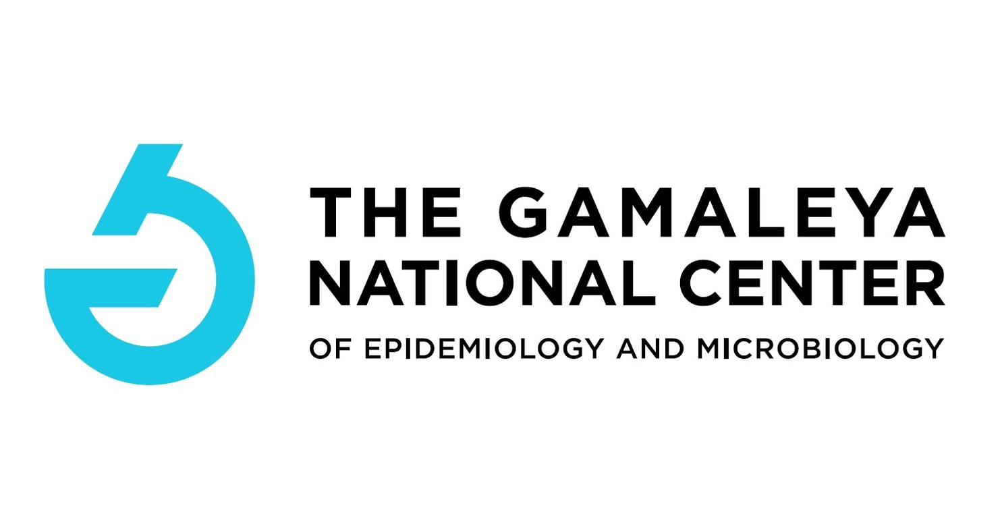 THE GAMALEYA
NATIONAL CENTER
OF EPIDEMIOLOGY AND MICROBIOLOGY